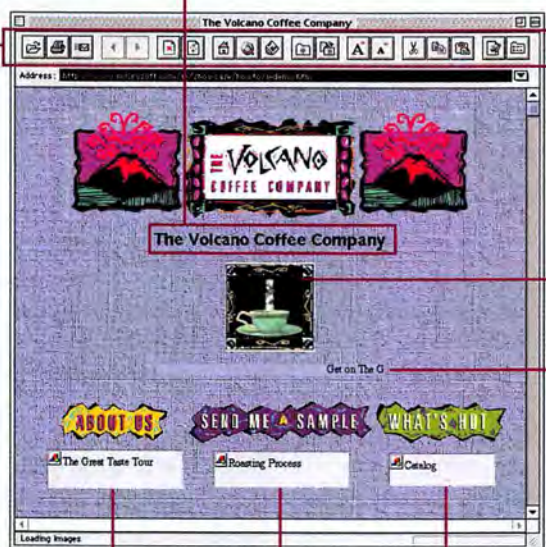 The Volcano Coffee Company
Address:
THE VOLCANO
COFFEE COMPANY
The Volcano Coffee Company
Get on The G
ABOUT US
SEND ME A SAMPLE
WHAT'S HOT
The Great Taste Tour
Roasting Process
Catalog
Loading images